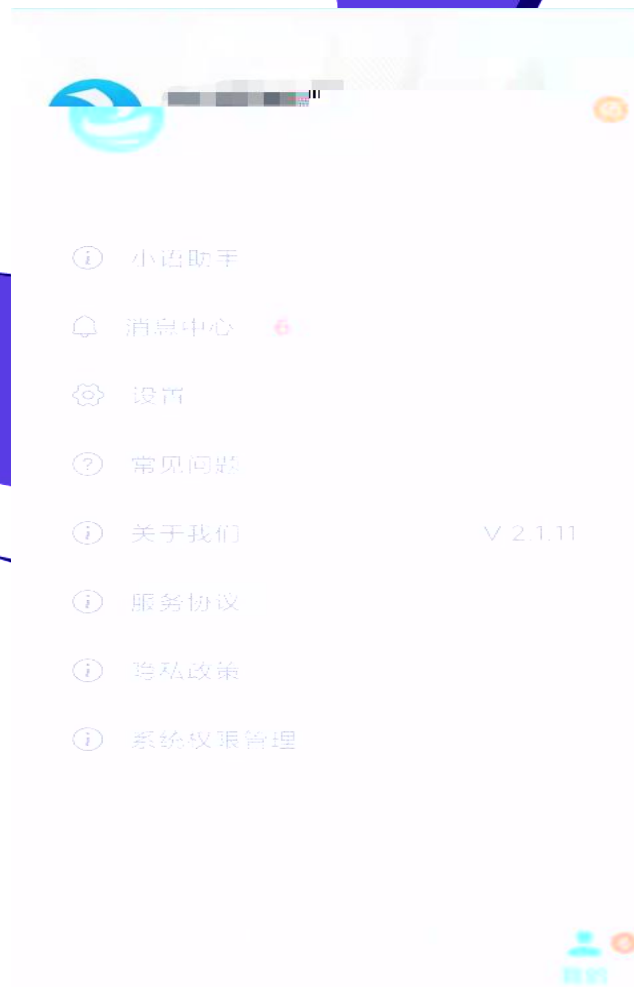 小语助手
消息中心 6
设置
常见问题
关于我们 V 2.1.11
服务协议
隐私政策
系统权限管理
我的